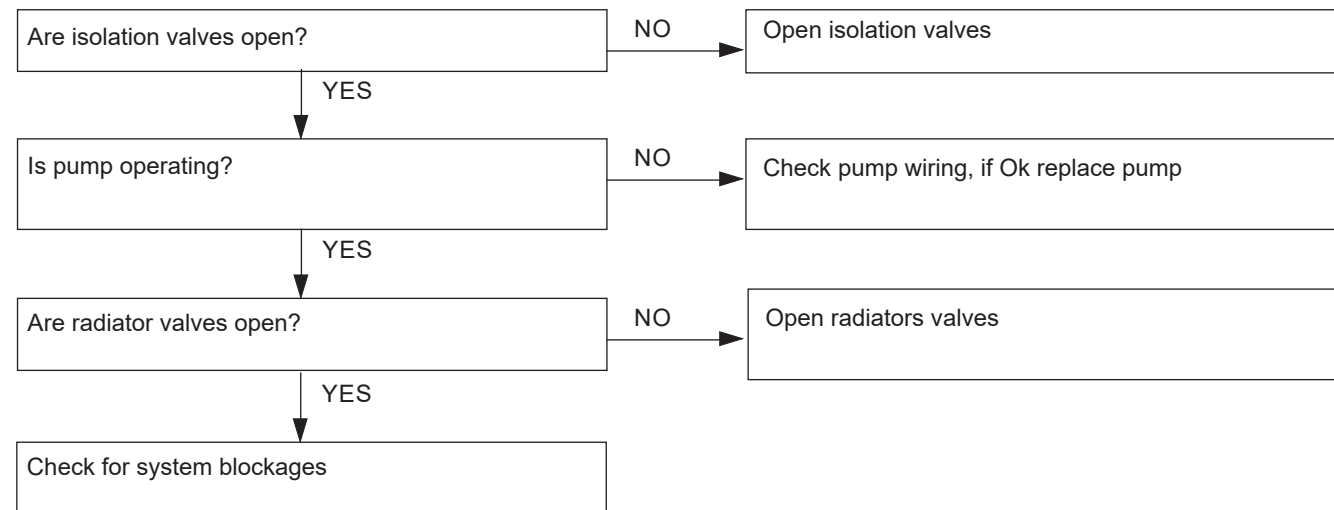 Are isolation valves open?
NO
Open isolation valves
YES
Is pump operating?
NO
Check pump wiring, if Ok replace pump
YES
Are radiator valves open?
NO
Open radiators valves
YES
Check for system blockages